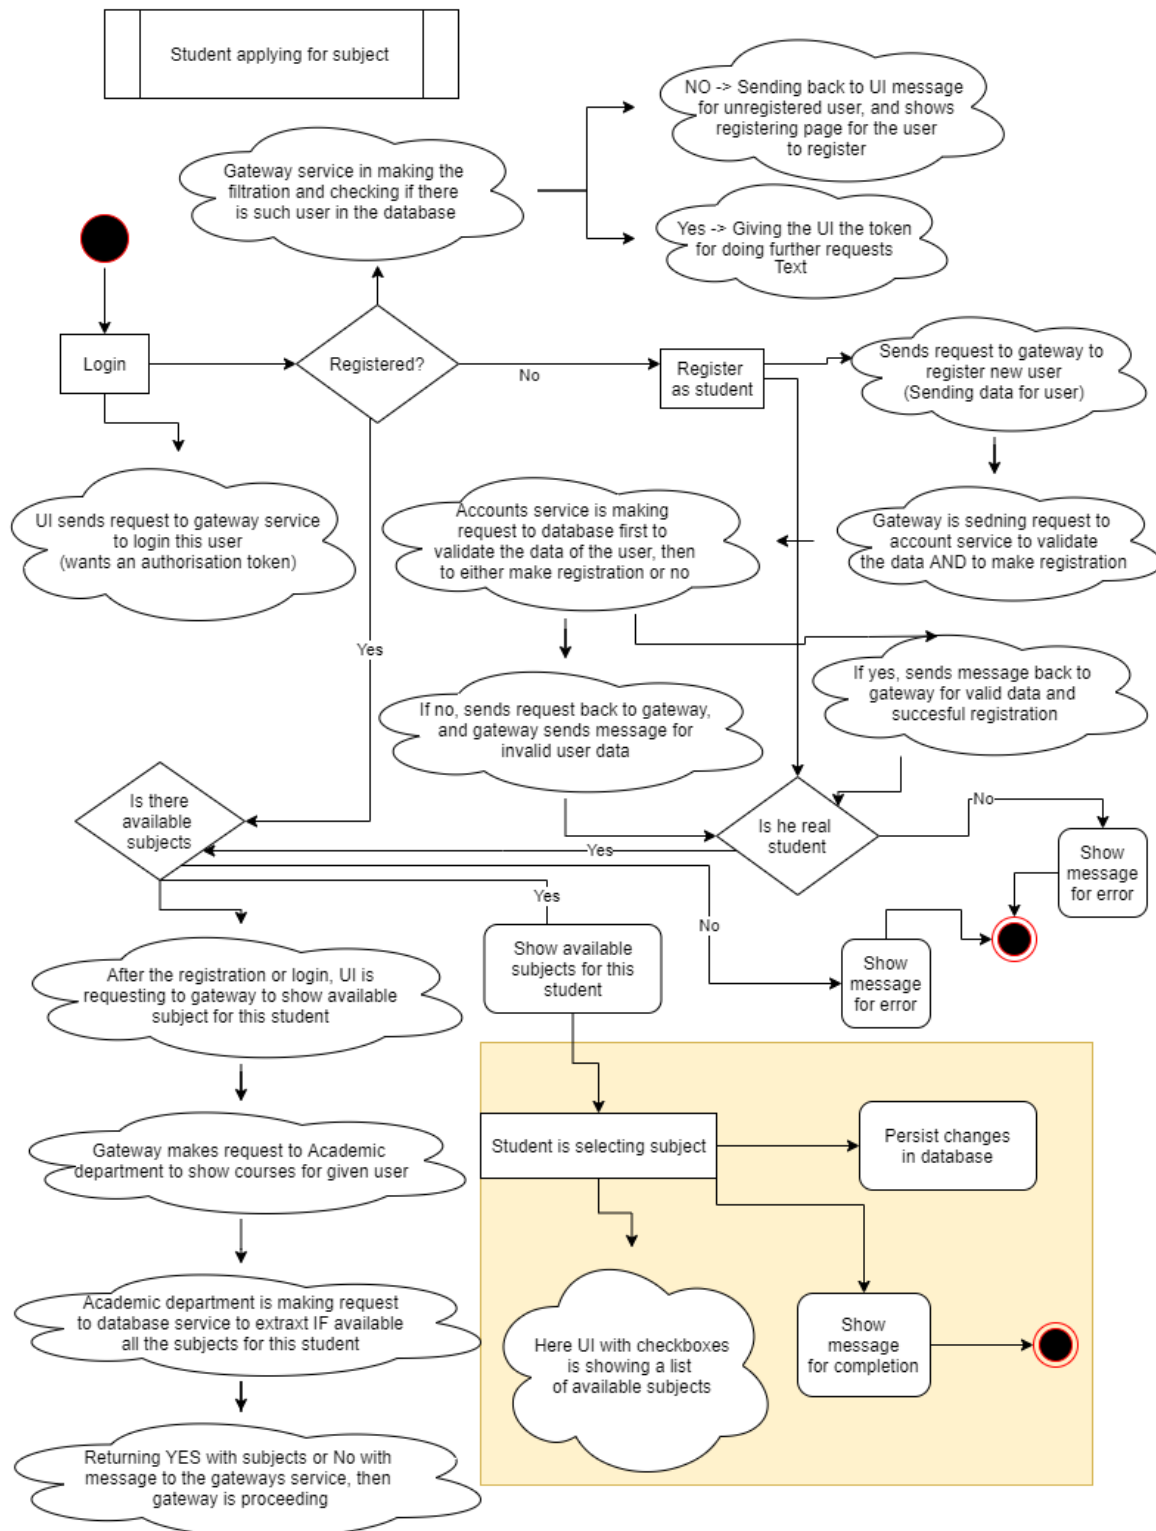 Student applying for subject
NO -> Sending back to UI message
for unregistered user, and shows
registering page for the user
to register
Gateway service in making the
filtration and checking if there
is such user in the database
Yes -> Giving the UI the token
for doing further requests
Text
Login
Registered?
No
Register
as student
Sends request to gateway to
register new user
(Sending data for user)
UI sends request to gateway service
to login this user
(wants an authorisation token)
Accounts service is making
request to database first to
validate the data of the user, then
to either make registration or no
Gateway is sedning request to
account service to validate
the data AND to make registration
Yes
If no, sends request back to gateway,
and gateway sends message for
invalid user data
If yes, sends message back to
gateway for valid data and
succesful registration
Is there
available
subjects
Is he real
student
No
Yes
Show
message
for error
Yes
No
Show available
subjects for this
student
Show
message
for error
After the registration or login, UI is
requesting to gateway to show available
subject for this student
Gateway makes request to Academic
department to show courses for given user
Student is selecting subject
Persist changes
in database
Academic department is making request
to database service to extraxt IF available
all the subjects for this student
Here UI with checkboxes
is showing a list
of available subjects
Show
message
for completion
Returning YES with subjects or No with
message to the gateways service, then
gateway is proceeding